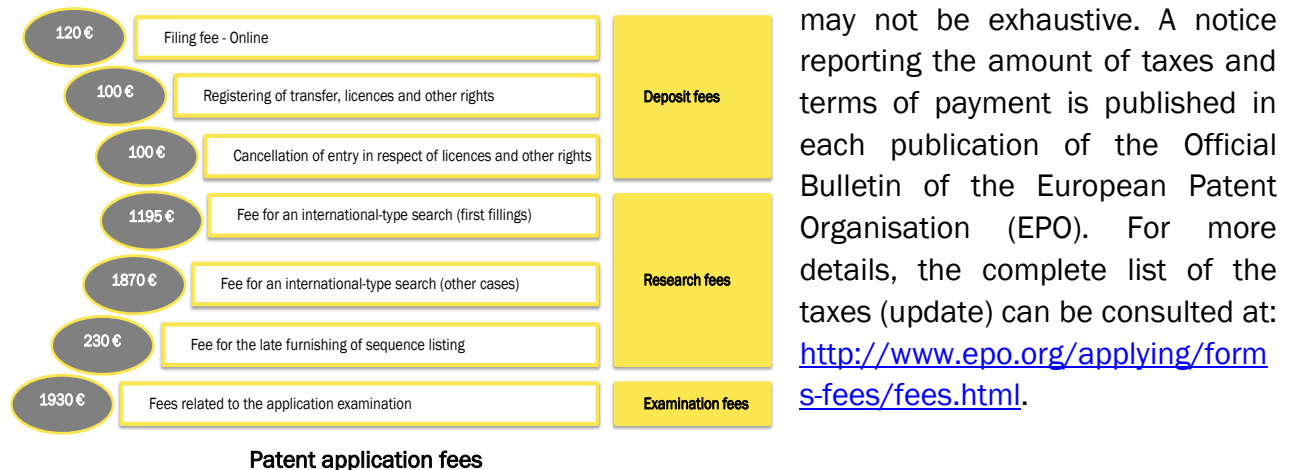 120 €
Filing fee - Online
100 €
Registering of transfer, licences and other rights
Deposit fees
100 €
Cancellation of entry in respect of licences and other rights
1195 €
Fee for an international-type search (first fillings)
1870 €
Fee for an international-type search (other cases)
Research fees
230 €
Fee for the late furnishing of sequence listing
1930 €
Fees related to the application examination
Examination fees
Patent application fees
may not be exhaustive. A notice
reporting the amount of taxes and
terms of payment is published in
each publication of the Official
Bulletin of the European Patent
Organisation (EPO). For more
details, the complete list of the
taxes (update) can be consulted at:
http://www.epo.org/applying/form
s-fees/fees.html.